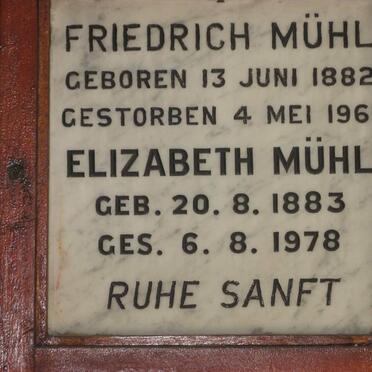 FRIEDRICH MÜHL
GEBOREN 13 JUNI 1882
GESTORBEN 4 MEI 196
ELIZABETH MÜHL
GEB. 20. 8. 1883
GES. 6. 8. 1978
RUHE SANFT